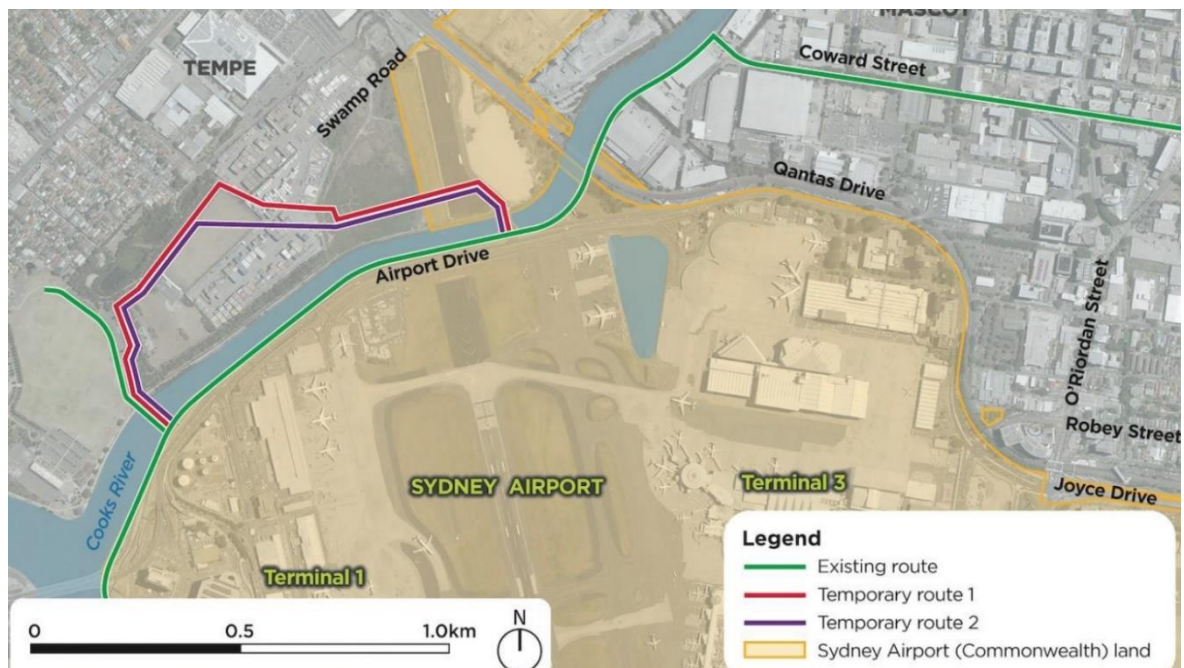 MASCOT
Coward Street
TEMPE
Swamp Road
Qantas Drive
Airport Drive
O'Riordan Street
Robey Street
Cooks River
SYDNEY AIRPORT
Terminal 3
Joyce Drive
Terminal 1
Legend
Existing route
Temporary route 1
Temporary route 2
Sydney Airport (Commonwealth) land
0 0.5 1.0km
N